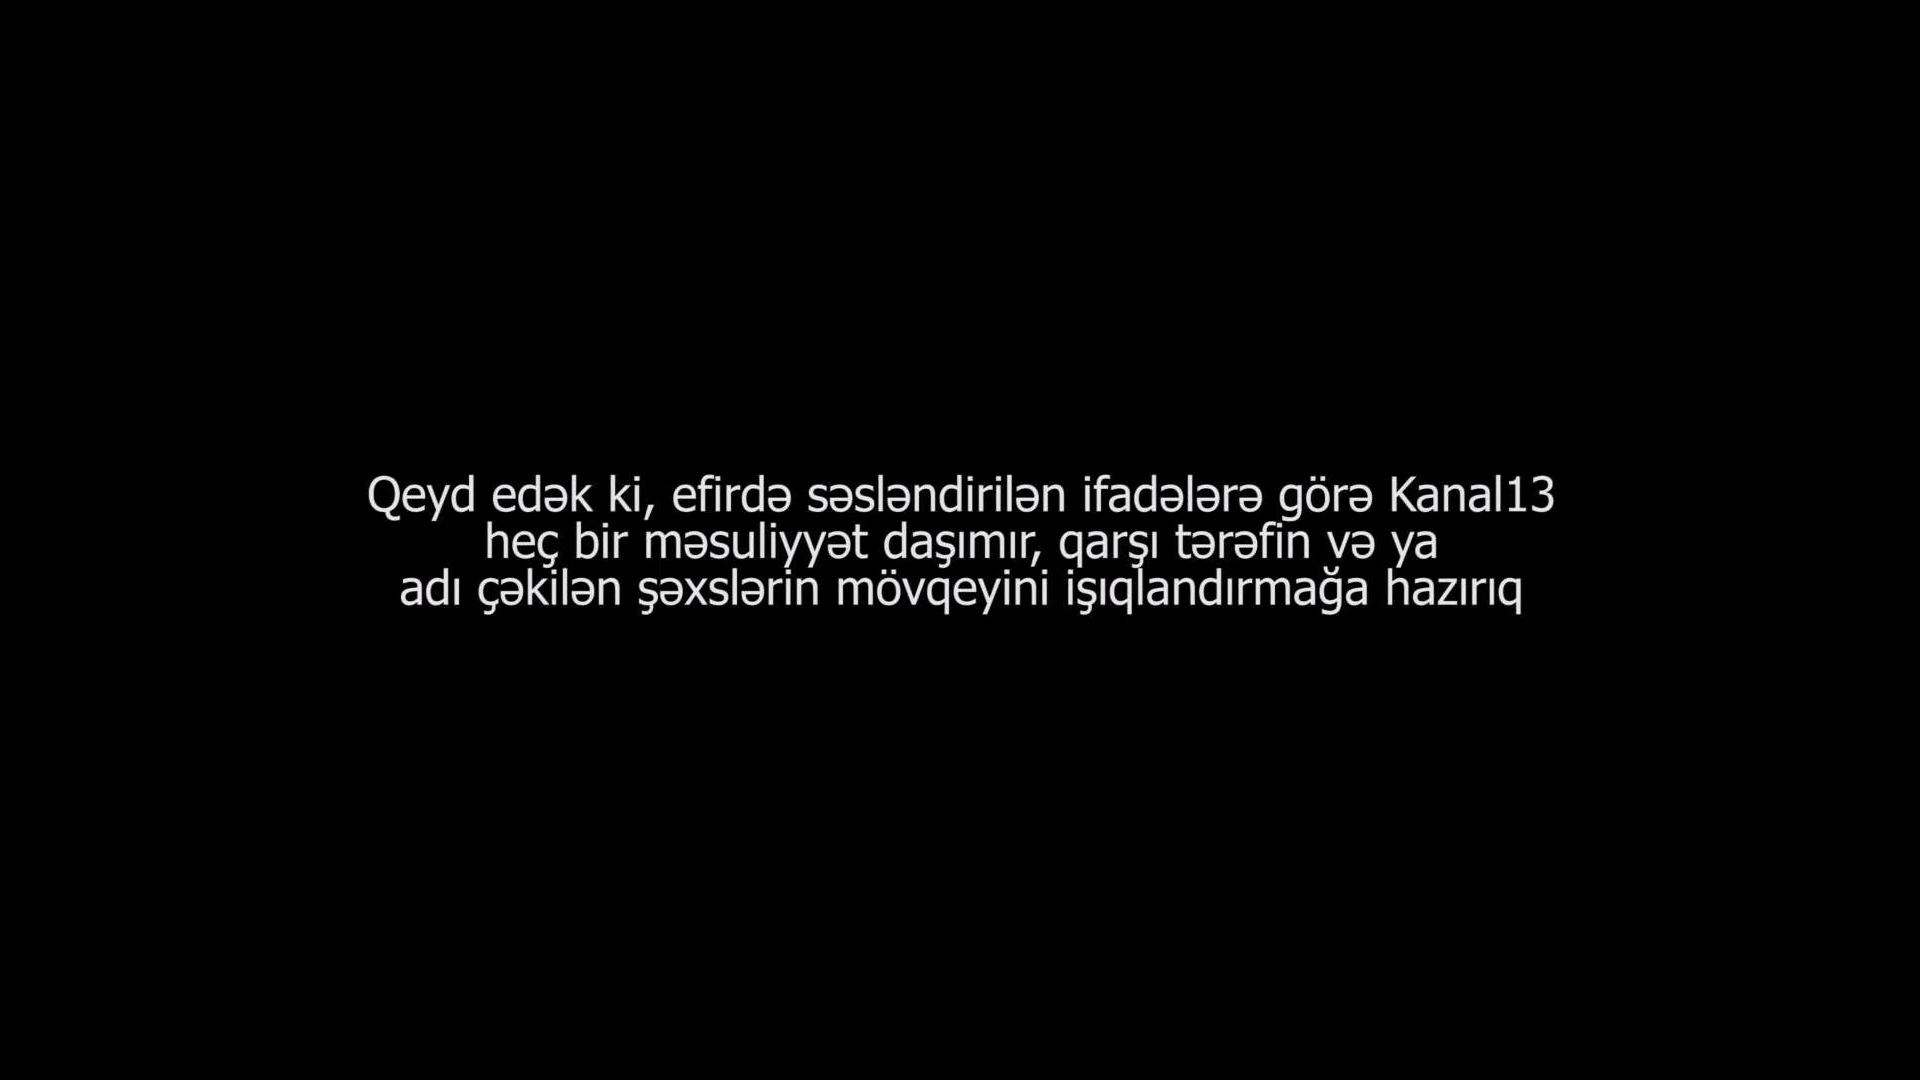 Qeyd edək ki, efirdə səsləndirilən ifadələrə görə Kanal13
heç bir məsuliyyət daşımır, qarşı tərəfin və ya
adı çəkilən şəxslərin mövqeyini işıqlandırmağa hazırıq